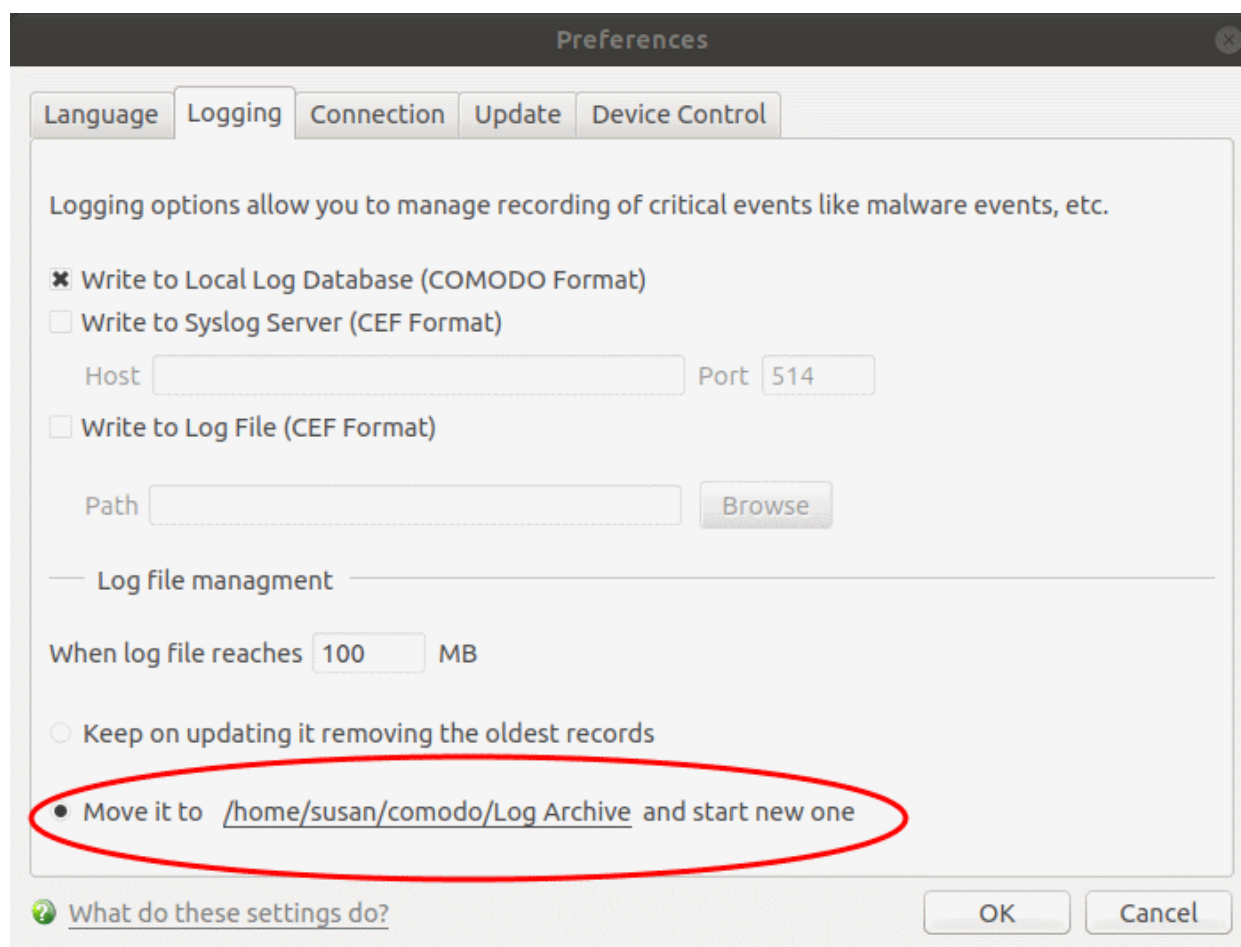 Preferences
Language Logging Connection Update Device Control
Logging options allow you to manage recording of critical events like malware events, etc.
Write to Local Log Database (COMODO Format)
Write to Syslog Server (CEF Format)
Host Port 514
Write to Log File (CEF Format)
Path Browse
Log file managment
When log file reaches 100 MB
Keep on updating it removing the oldest records
Move it to /home/susan/comodo/Log Archive and start new one
What do these settings do? OK Cancel